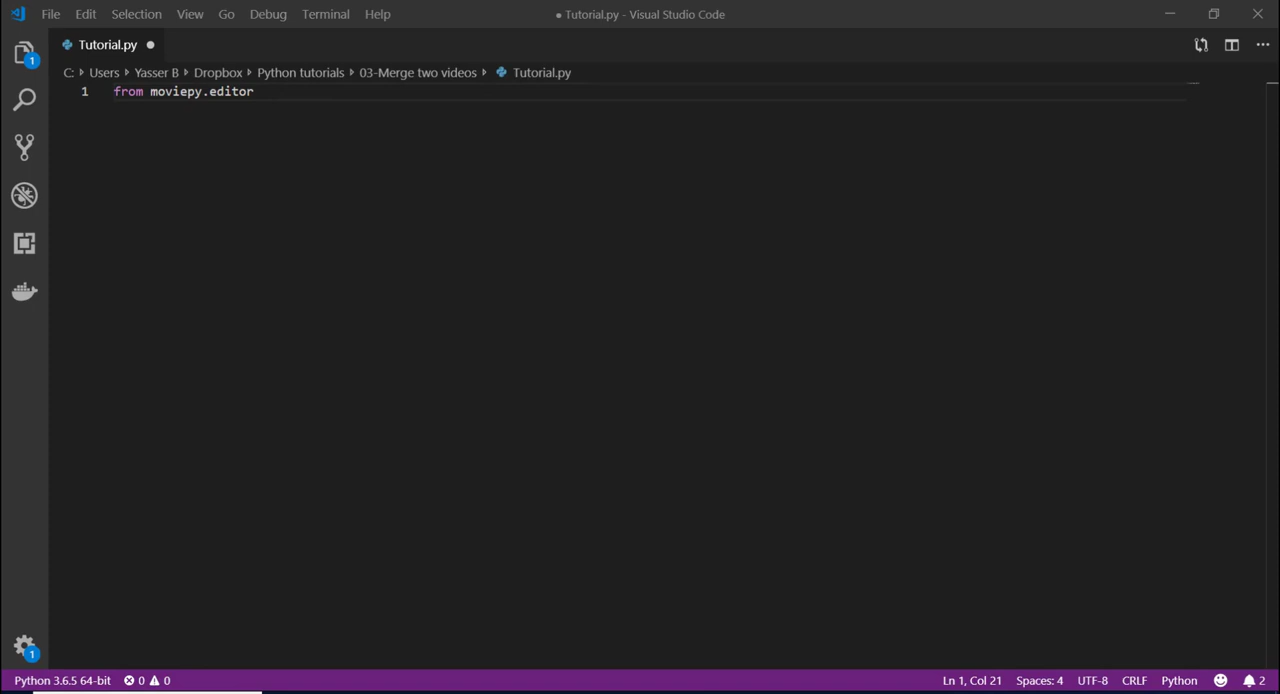 File Edit Selection View Go Debug Terminal Help ● Tutorial.py - Visual Studio Code
Tutorial.py
C: Users Yasser B Dropbox Python tutorials 03-Merge two videos Tutorial.py
1 from moviepy.editor
1
1
Python 3.6.5 64-bit 0 0 Ln 1, Col 21 Spaces: 4 UTF-8 CRLF Python 2